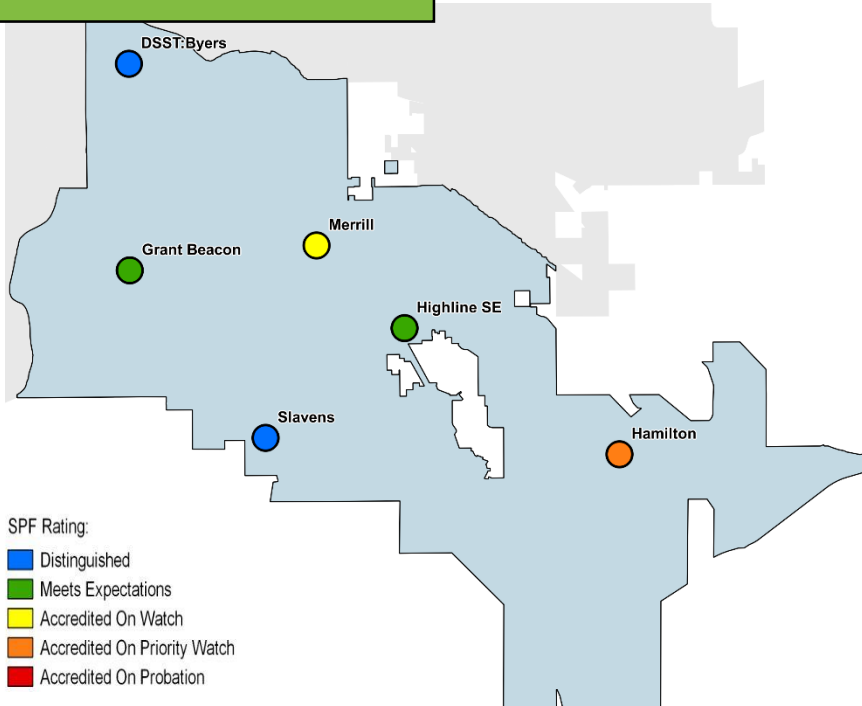 DSST:Byers
Merrill
Grant Beacon
Highline SE
Slavens
Hamilton
SPF Rating:
Distinguished
Meets Expectations
Accredited On Watch
Accredited On Priority Watch
Accredited On Probation